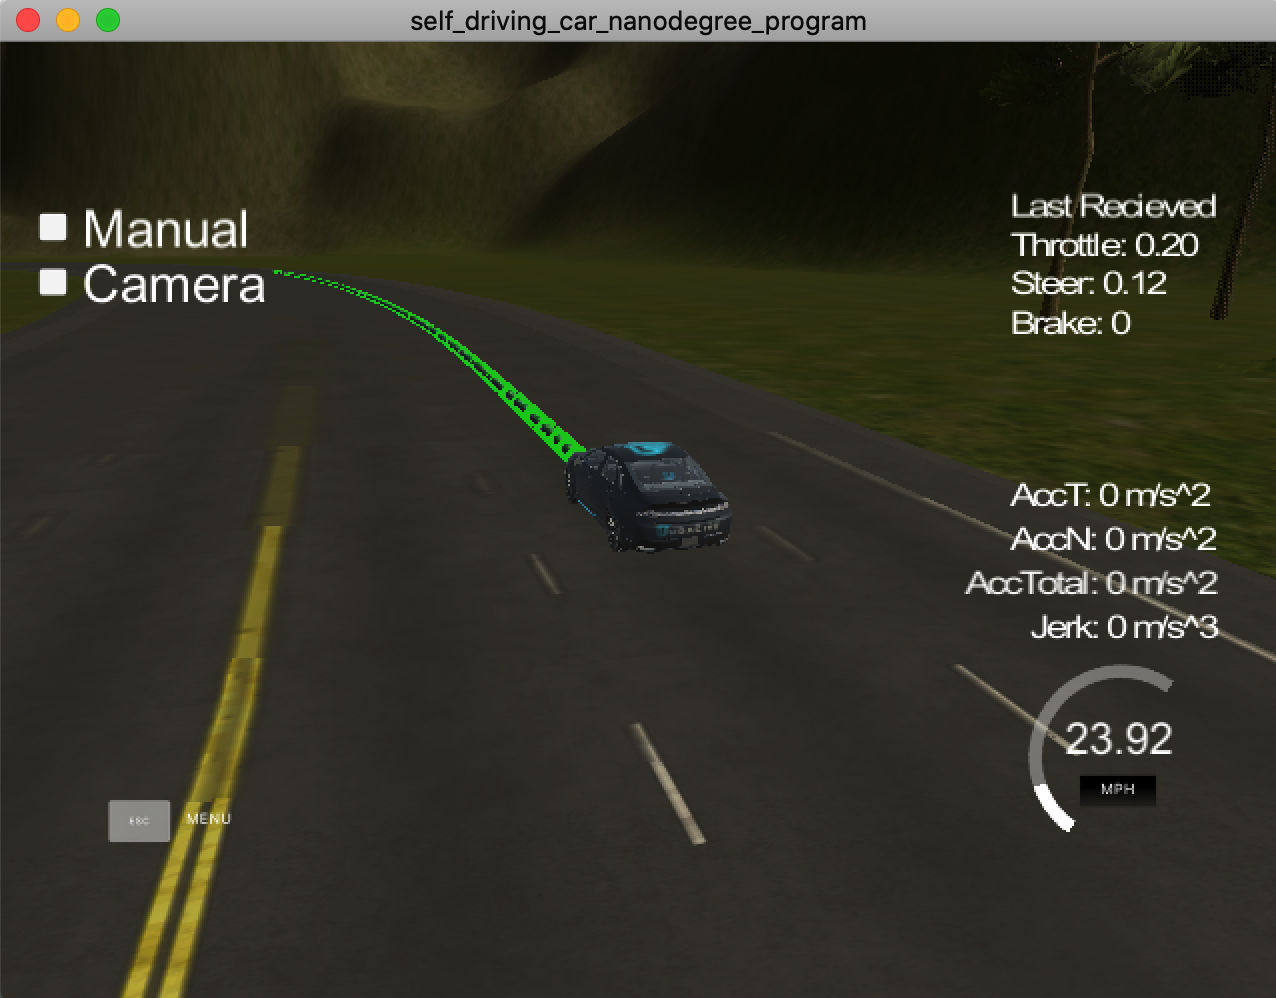 self_driving_car_nanodegree_program
Manual
Camera
Last Recieved
Throttle: 0.20
Steer: 0.12
Brake: 0
AccT: 0 m/s^2
AccN: 0 m/s^2
AccTotal: 0 m/s^2
Jerk: 0 m/s^3
23.92
MPH
ESC
MENU